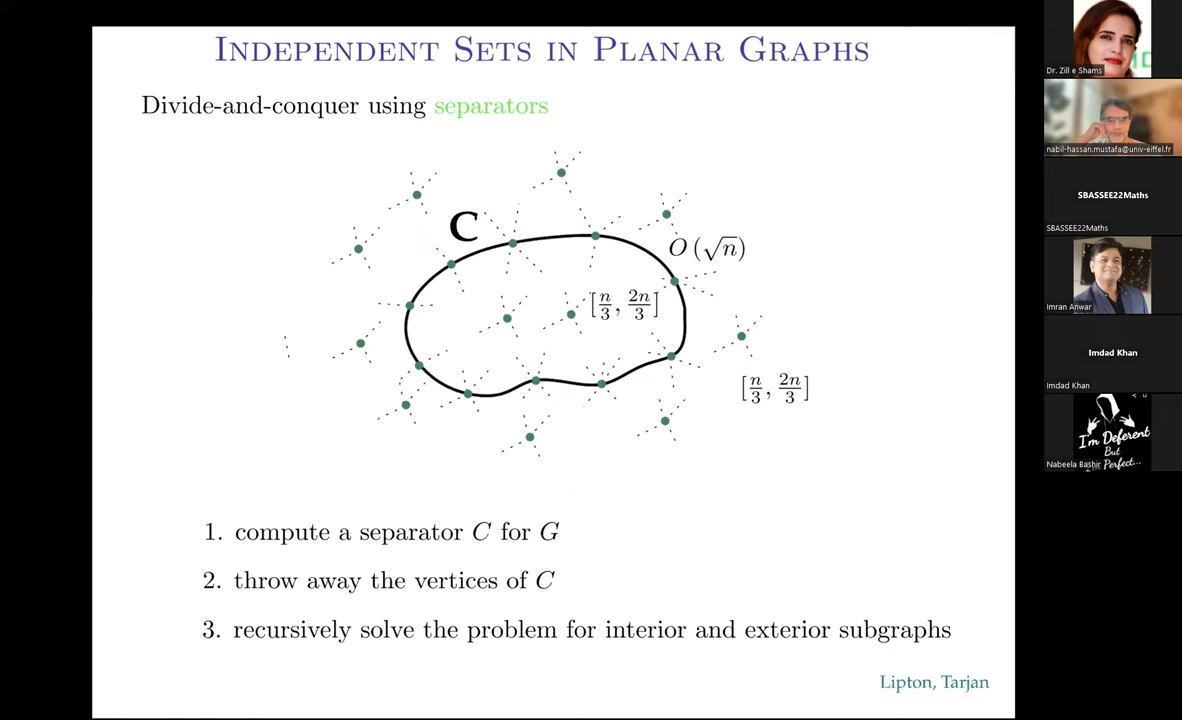 INDEPENDENT SETS IN PLANAR GRAPHS
Divide-and-conquer using separators
C
O(√n)
[n/3, 2n/3]
[n/3, 2n/3]
1. compute a separator C for G
2. throw away the vertices of C
3. recursively solve the problem for interior and exterior subgraphs
Lipton, Tarjan
Dr. Zill e Shams
nabil-hassan.mustafa@univ-eiffel.fr
SBASSEE22Maths
SBASSEE22Maths
Imran Anwar
Imdad Khan
Imdad Khan
I'm Deferent
But
Perfect...
Nabeela Bashir